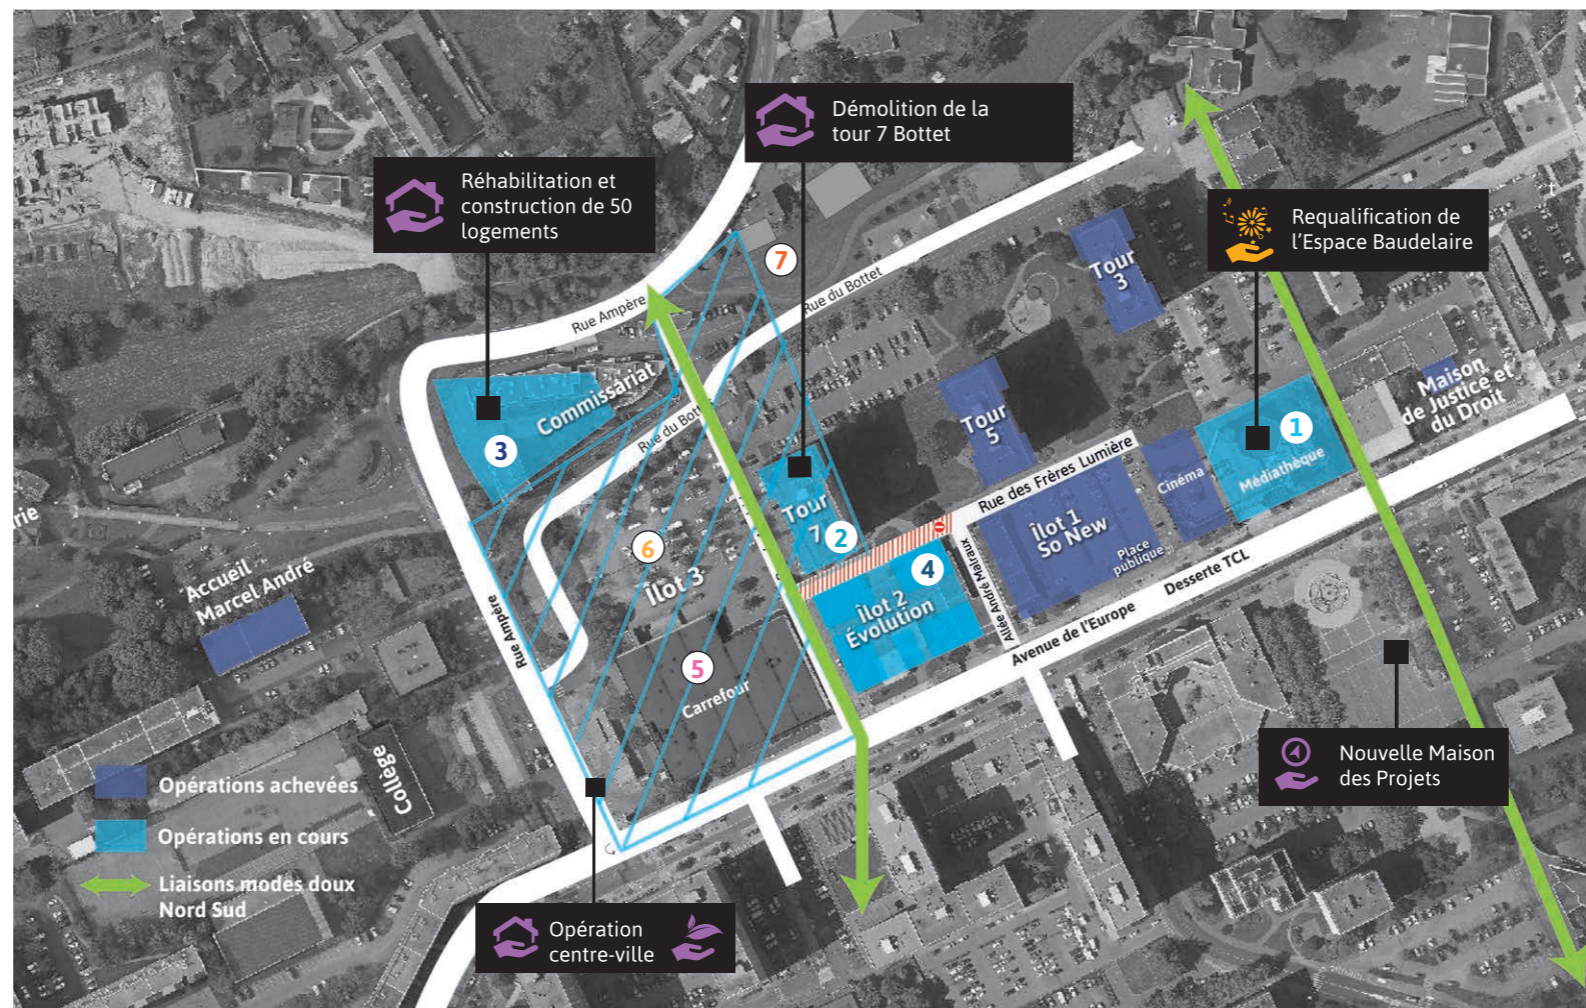 Démolition de la
tour 7 Bottet
Réhabilitation et
construction de 50
logements
Requalification de
l'Espace Baudelaire
t
7
Rue Ampère
Rue du Bottet
Tour
3
Commissariat
3
Rue du Bottet
Tour
5
Maison
de Justice et
du Droit
1
Médiathèque
Cinéma
Rue des Frères Lumière
Tour
7
2
6
Îlot 3
4
Îlot 2
Évolution
Îlot 1
So New
Place
publique
Allée André Malraux
Avenue de l'Europe
Desserte TCL
rie
Accueil
Marcel André
Rue Ampère
5
Carrefour
Collège
Nouvelle Maison
des Projets
Opérations achevées
Opérations en cours
Liaisons modes doux
Nord Sud
Opération
centre-ville